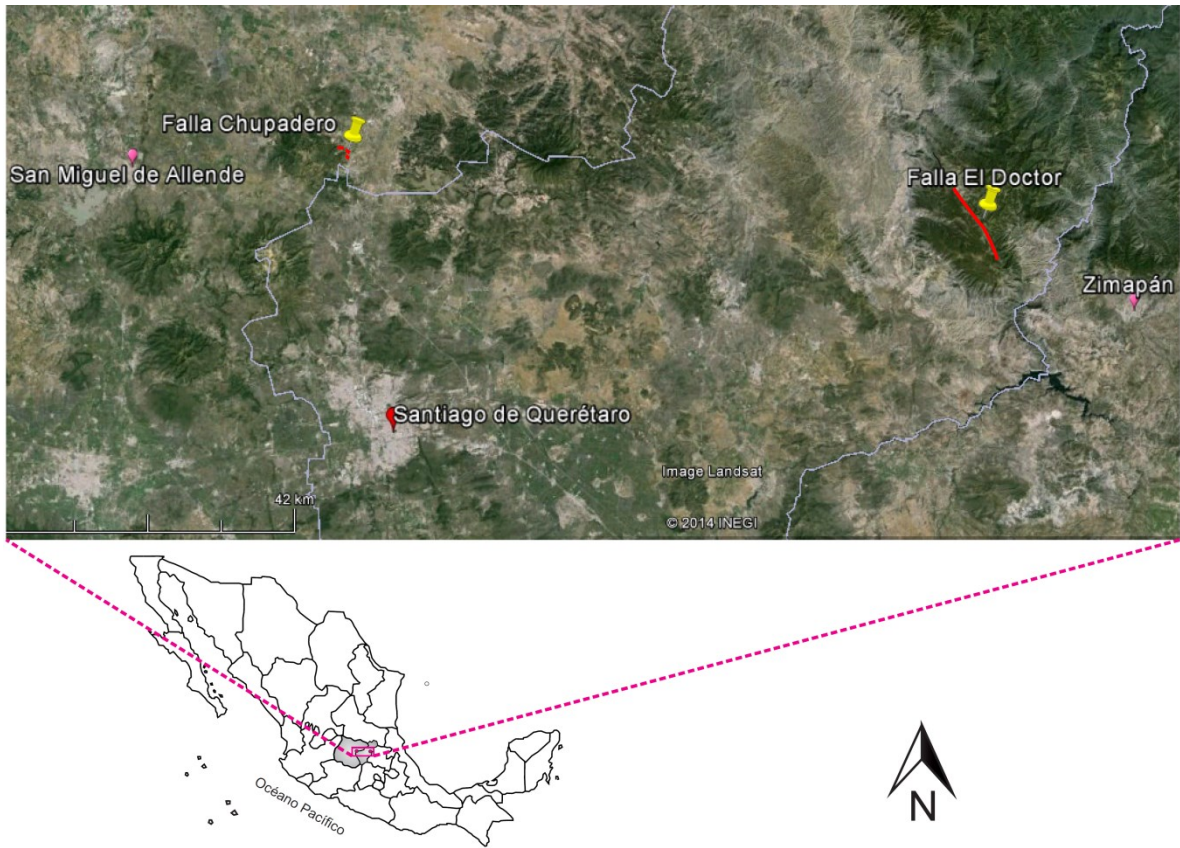 Falla Chupadero
San Miguel de Allende
Falla El Doctor
Zimapán
Santiago de Querétaro
Image Landsat
42 km
© 2014 INEGI
Océano Pacífico
N